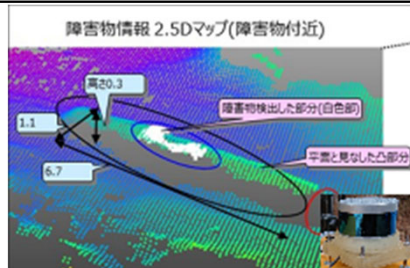 障害物情報 2.5Dマップ(障害物付近)
高さ0.3
障害物検出した部分(白色部)
1.1
平面と見なした凸部分
6.7